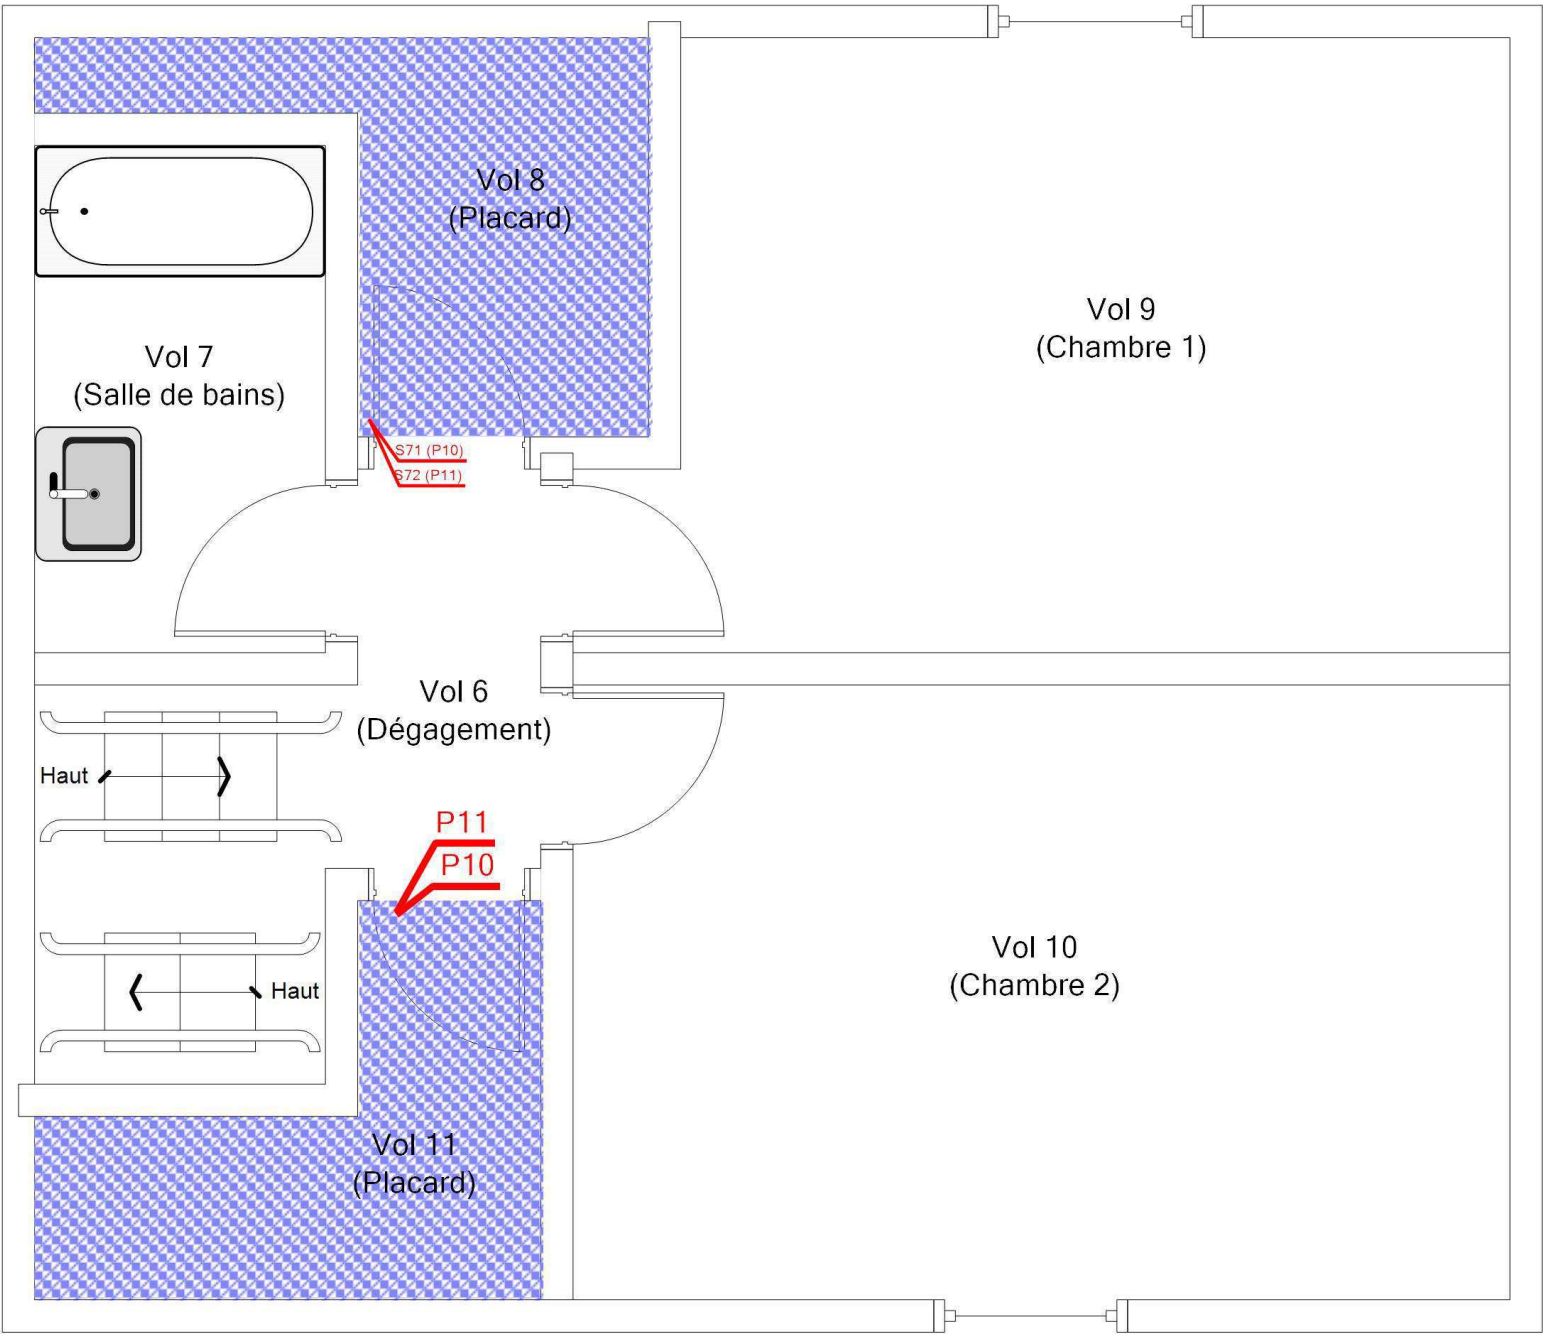 Vol 8
(Placard)
Vol 9
(Chambre 1)
Vol 7
(Salle de bains)
S71 (P10)
S72 (P11)
Vol 6
(Dégagement)
Haut
P11
P10
Haut
Vol 10
(Chambre 2)
Vol 11
(Placard)